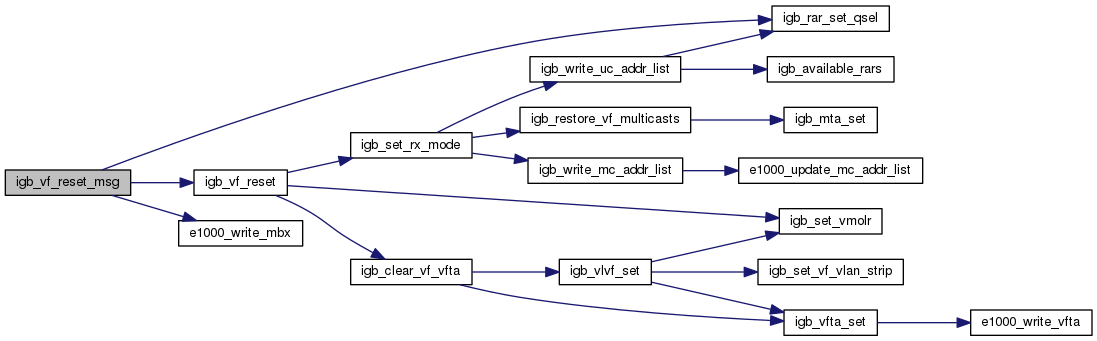 igb_rar_set_qsel
igb_write_uc_addr_list
igb_available_rars
igb_restore_vf_multicasts
igb_mta_set
igb_set_rx_mode
igb_write_mc_addr_list
e1000_update_mc_addr_list
igb_vf_reset_msg
igb_vf_reset
igb_set_vmolr
e1000_write_mbx
igb_clear_vf_vfta
igb_vlvf_set
igb_set_vf_vlan_strip
igb_vfta_set
e1000_write_vfta